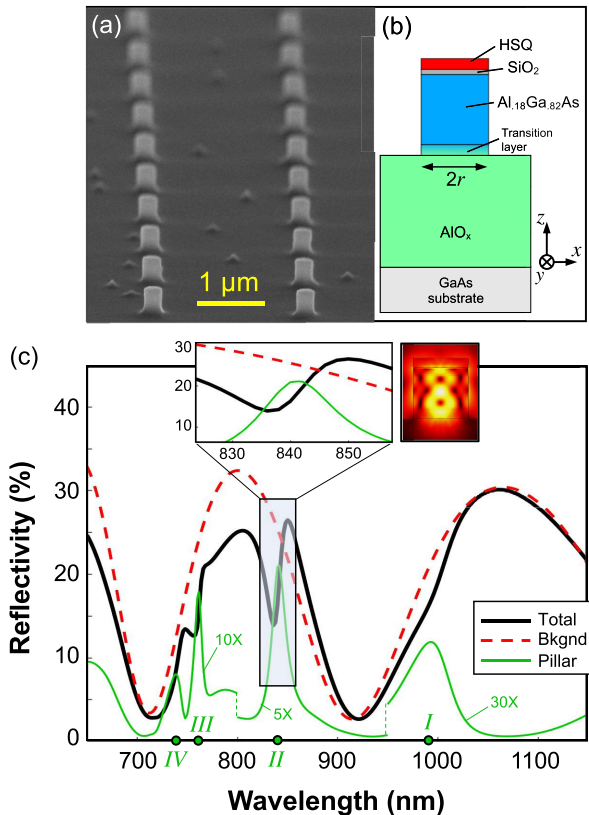 (a)
1 µm
(b)
HSQ
SiO₂
Al.18Ga.82As
Transition
layer
2r
AlOₓ
GaAs
substrate
z
y
x
(c)
30
20
10
830
840
850
Reflectivity (%)
40
30
20
10
0
10X
5X
30X
Total
Bkgnd
Pillar
IV
III
II
I
700
800
900
1000
1100
Wavelength (nm)